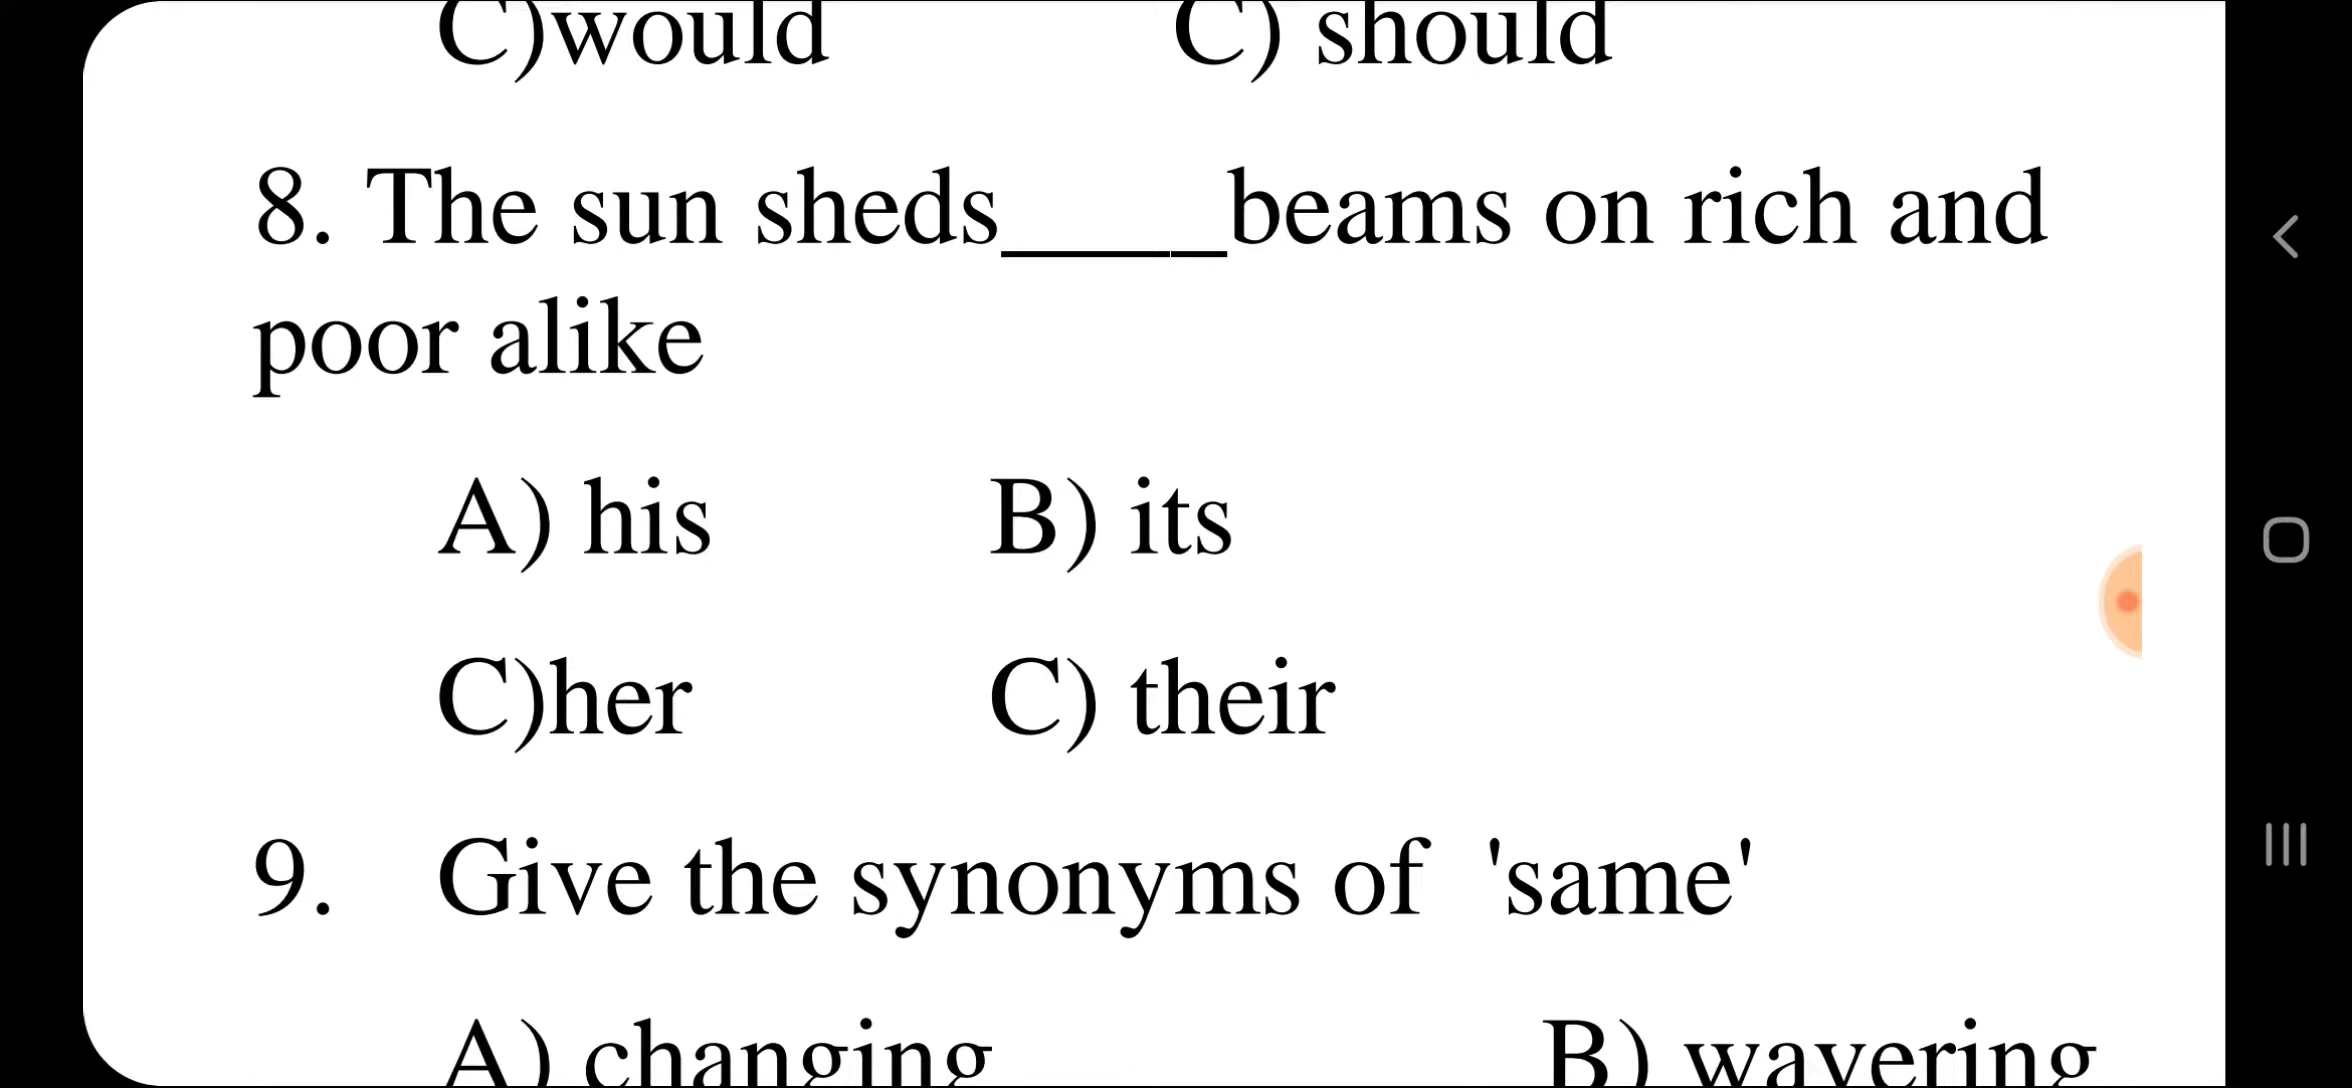 C)would C) should
8. The sun sheds_____beams on rich and
poor alike
A) his B) its
C)her C) their
9. Give the synonyms of 'same'
A) changing B) wavering